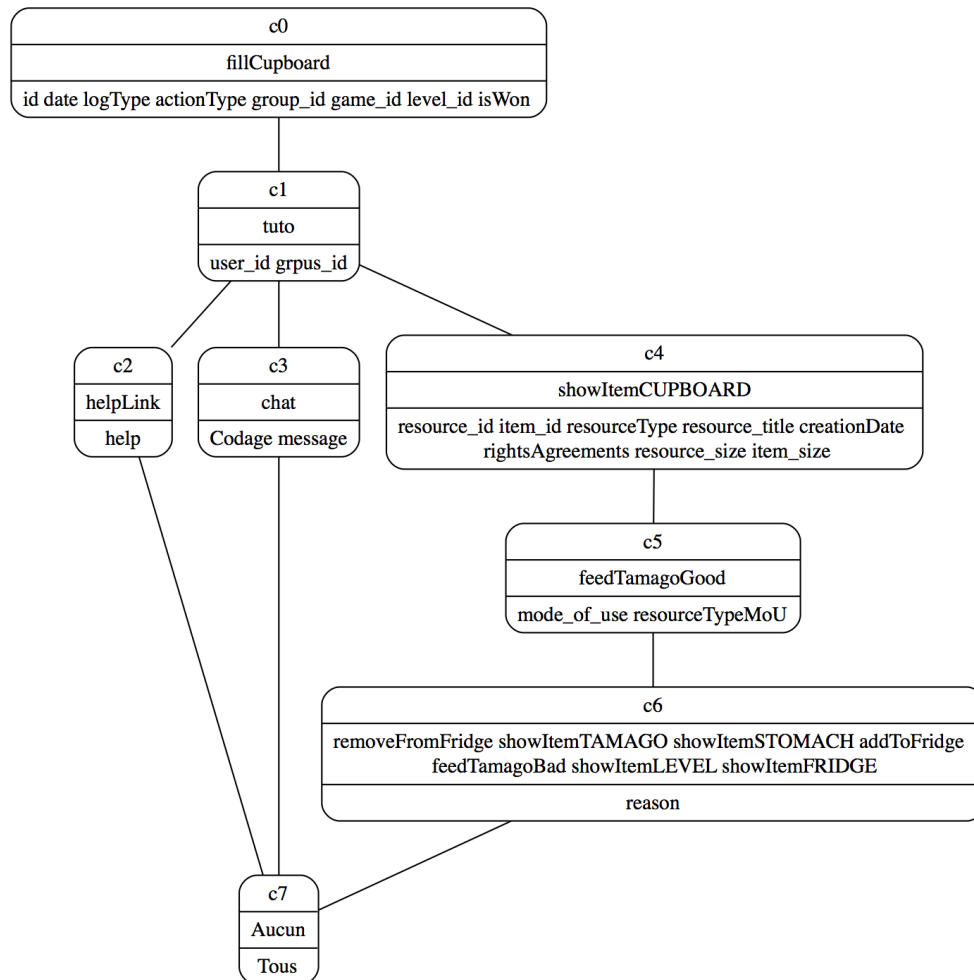 c0
fillCupboard
id date logType actionType group_id game_id level_id isWon
c1
tuto
user_id grpus_id
c2
helpLink
help
c3
chat
Codage message
c4
showItemCUPBOARD
resource_id item_id resourceType resource_title creationDate
rightsAgreements resource_size item_size
c5
feedTamagoGood
mode_of_use resourceTypeMoU
c6
removeFromFridge showItemTAMAGO showItemSTOMACH addToFridge
feedTamagoBad showItemLEVEL showItemFRIDGE
reason
c7
Aucun
Tous